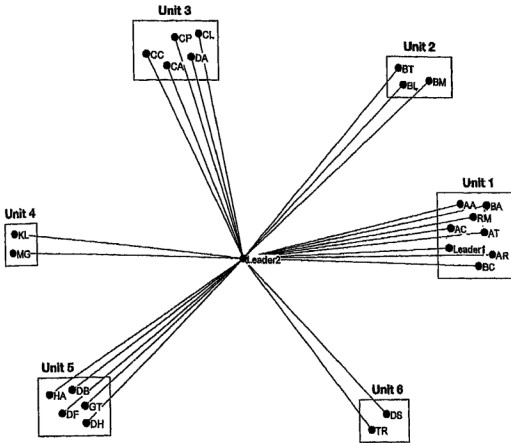 Unit 3
CP
CL
CC
CA
DA
Unit 2
BT
BL
BM
Unit 1
AA
BA
RM
AC
AT
Leader1
AR
BC
Unit 4
KL
MG
Leader2
Unit 5
HA
DB
DF
GT
DH
Unit 6
DS
TR